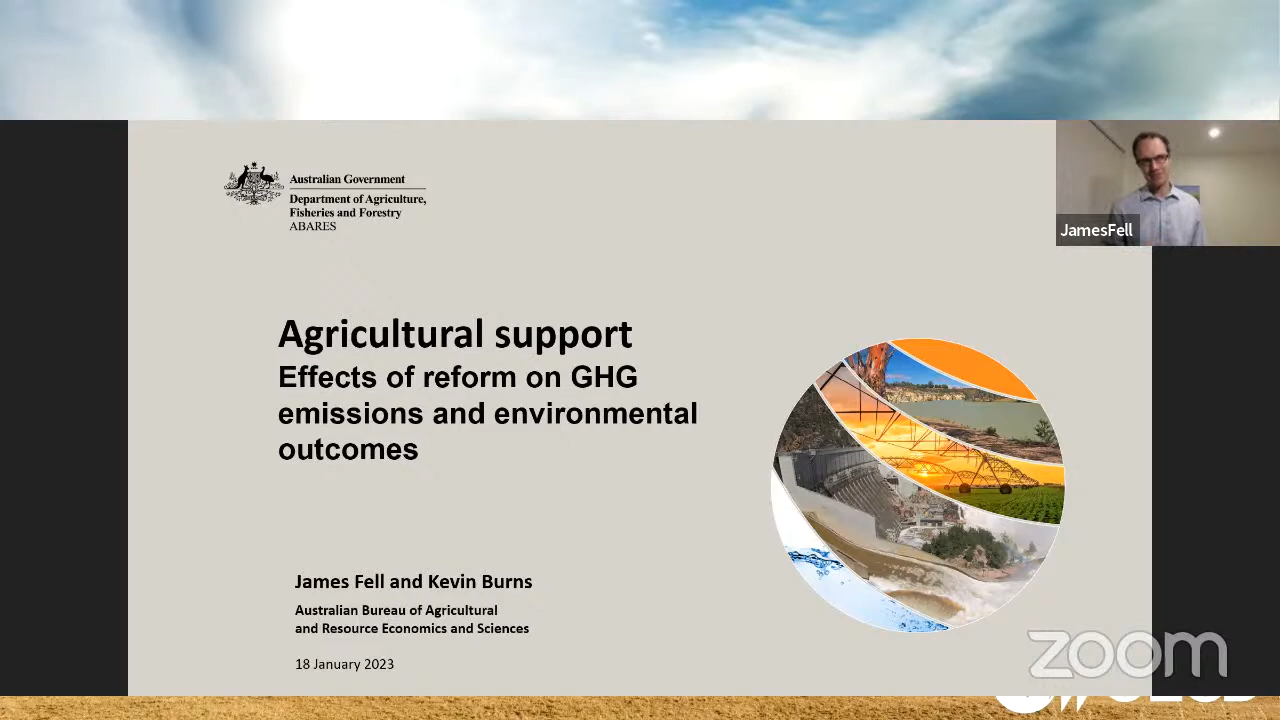 Australian Government
Department of Agriculture,
Fisheries and Forestry
ABARES
JamesFell
Agricultural support
Effects of reform on GHG
emissions and environmental
outcomes
James Fell and Kevin Burns
Australian Bureau of Agricultural
and Resource Economics and Sciences
18 January 2023
zoom